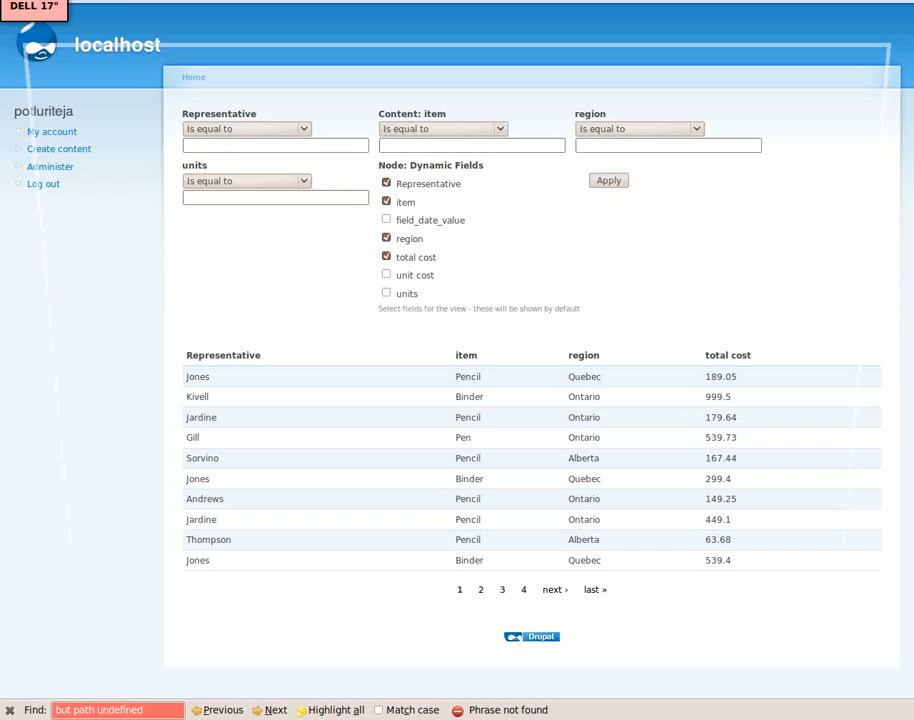 DELL 17"
localhost
Home
potluriteja
My account
Create content
Administer
Log out
Representative Content: item region
Is equal to Is equal to Is equal to
units Node: Dynamic Fields
Is equal to Representative Apply
item
field_date_value
region
total cost
unit cost
units
Select fields for the view - these will be shown by default
Representative item region total cost
Jones Pencil Quebec 189.05
Kivell Binder Ontario 999.5
Jardine Pencil Ontario 179.64
Gill Pen Ontario 539.73
Sorvino Pencil Alberta 167.44
Jones Binder Quebec 299.4
Andrews Pencil Ontario 149.25
Jardine Pencil Ontario 449.1
Thompson Pencil Alberta 63.68
Jones Binder Quebec 539.4
1 2 3 4 next › last »
Drupal
Find: but path undefined Previous Next Highlight all Match case Phrase not found